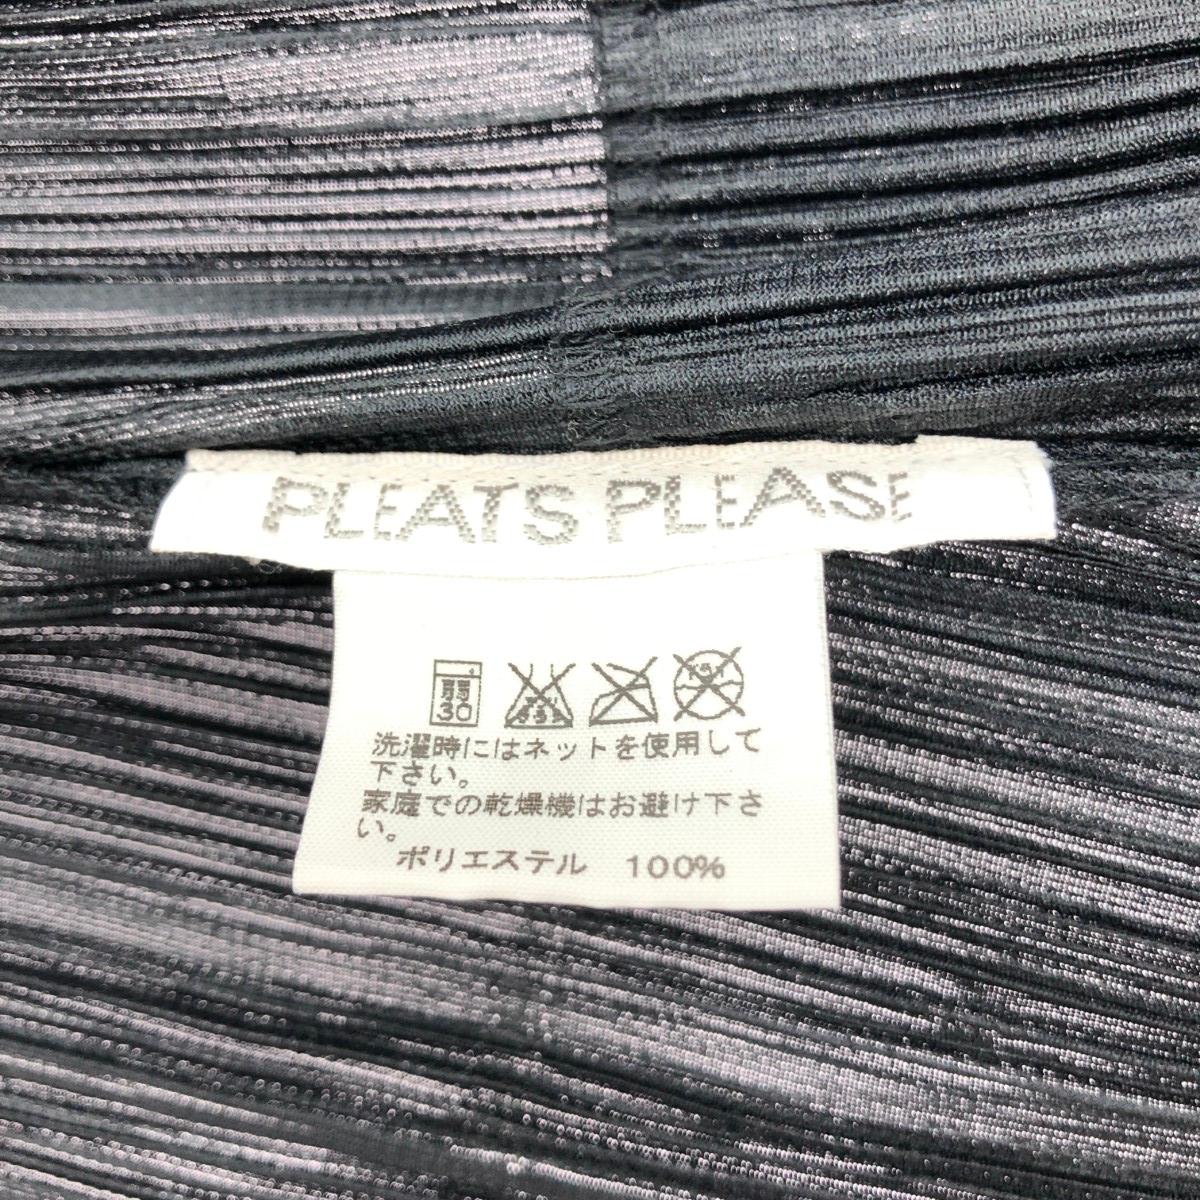 PLEATS PLEASE
弱
30
洗濯時にはネットを使用して
下さい。
家庭での乾燥機はお避け下さ
い。
ポリエステル 100%